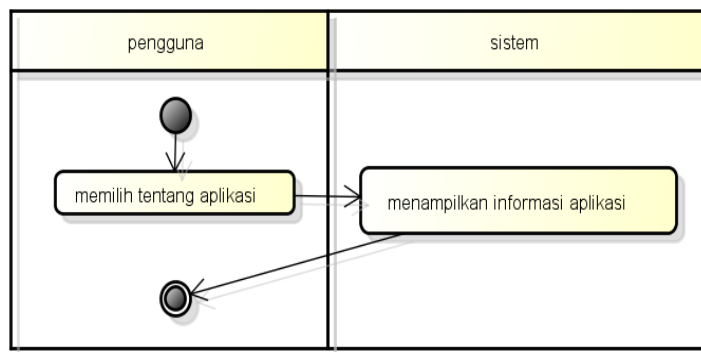 pengguna
sistem
memilih tentang aplikasi
menampilkan informasi aplikasi